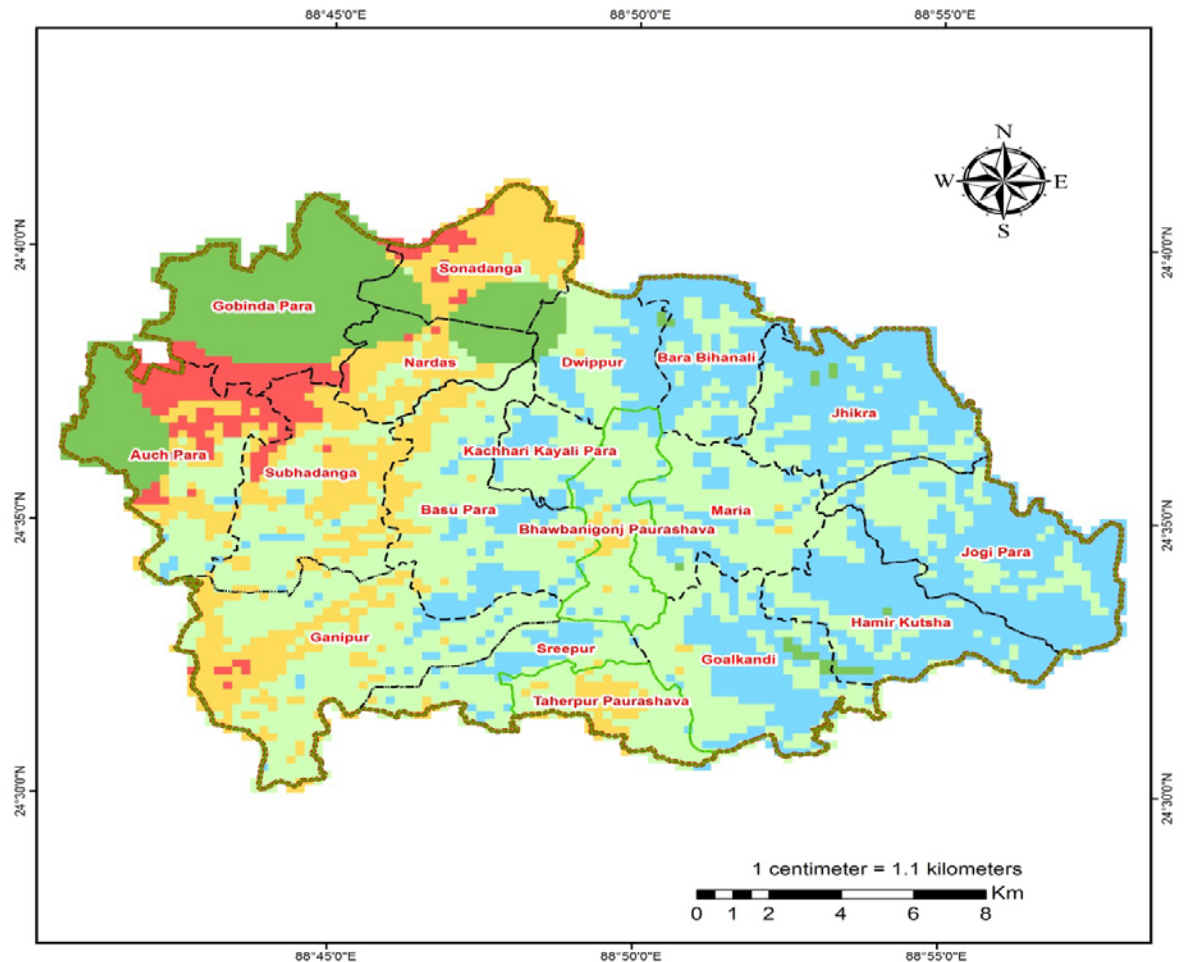 88°45'0"E
88°50'0"E
88°55'0"E
N
W
E
S
24°40'0"N
24°40'0"N
Sonadanga
Gobinda Para
Nardas
Dwippur
Bara Bihanali
Jhikra
Auch Para
Subhadanga
Kachhari Kayali Para
Basu Para
Maria
24°35'0"N
24°35'0"N
Bhawbanigonj Paurashava
Jogi Para
Hamir Kutsha
Ganipur
Sreepur
Goalkandi
Taherpur Paurashava
24°30'0"N
24°30'0"N
1 centimeter = 1.1 kilometers
Km
0 1 2 4 6 8
88°45'0"E
88°50'0"E
88°55'0"E